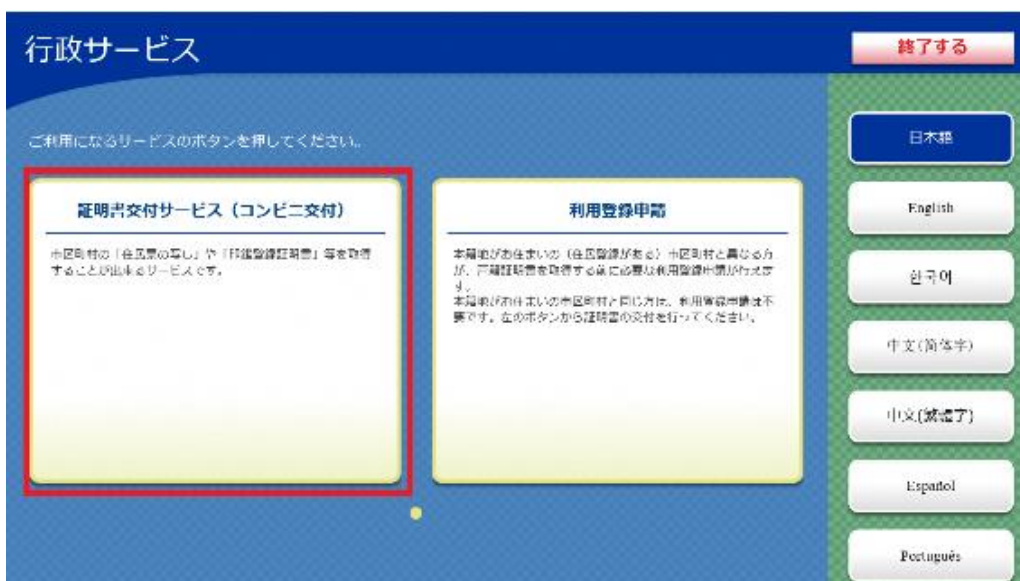 行政サービス
終了する
ご利用になるサービスのボタンを押してください。
証明書交付サービス（コンビニ交付）
市区町村の「住民票の写し」や「印鑑登録証明書」等を取得
することが出来るサービスです。
利用登録申請
本籍地がお住まいの（住民登録がある）市区町村と異なる方
が、戸籍証明書を取得する前に必要な利用登録申請が行えま
す。
本籍地がお住まいの市区町村と同じ方は、利用登録申請は不
要です。左のボタンから証明書の交付を行ってください。
日本語
English
한국어
中文(简体字)
中文(繁體字)
Español
Português